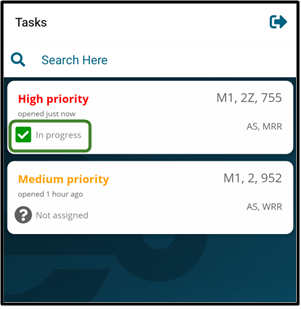 Tasks
Search Here
High priority
M1, 2Z, 755
opened just now
In progress
AS, MRR
Medium priority
M1, 2, 952
opened 1 hour ago
Not assigned
AS, WRR